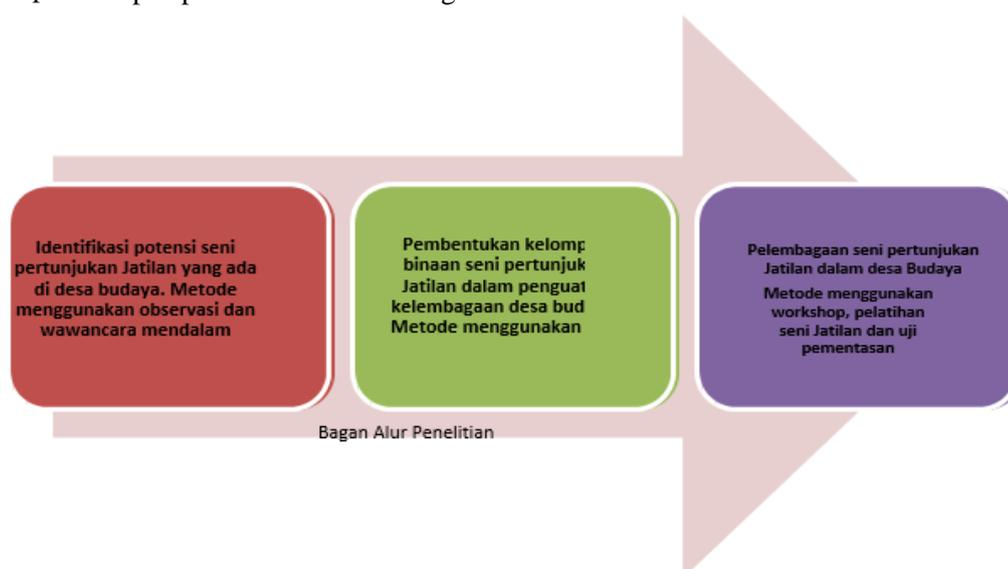 Identifikasi potensi seni
pertunjukan Jatilan yang ada
di desa budaya. Metode
menggunakan observasi dan
wawancara mendalam
Pembentukan kelomp
binaan seni pertunjuk
Jatilan dalam penguat
kelembagaan desa bud
Metode menggunakan
Pelembagaan seni pertunjukan
Jatilan dalam desa Budaya
Metode menggunakan
workshop, pelatihan
seni Jatilan dan uji
pementasan
Bagan Alur Penelitian